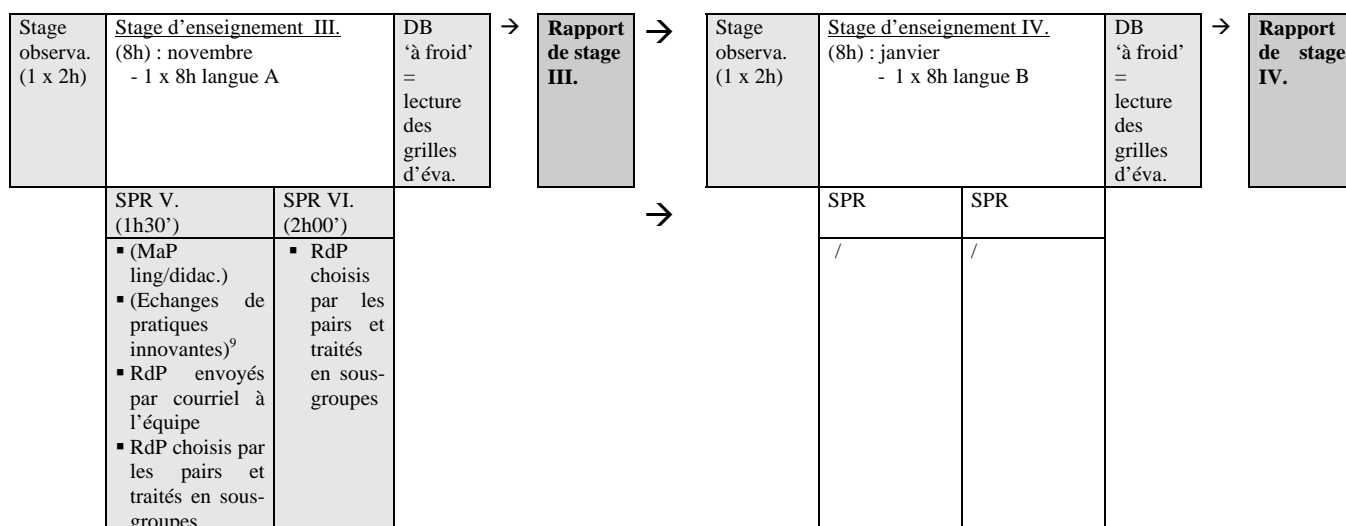 Stage
observa.
(1 x 2h)
Stage d’enseignement III.
(8h) : novembre
- 1 x 8h langue A
DB
‘à froid’
=
lecture
des
grilles
d’éva.
→
Rapport
de stage
III.
→
Stage
observa.
(1 x 2h)
Stage d’enseignement IV.
(8h) : janvier
- 1 x 8h langue B
DB
‘à froid’
=
lecture
des
grilles
d’éva.
→
Rapport
de stage
IV.
SPR V.
(1h30’)
SPR VI.
(2h00’)
→
SPR
SPR
▪ (MaP
ling/didac.)
▪ (Echanges de
pratiques
innovantes)⁹
▪ RdP envoyés
par courriel à
l’équipe
▪ RdP choisis par
les pairs et
traités en sous-
groupes
▪ RdP
choisis
par les
pairs et
traités
en sous-
groupes
/
/